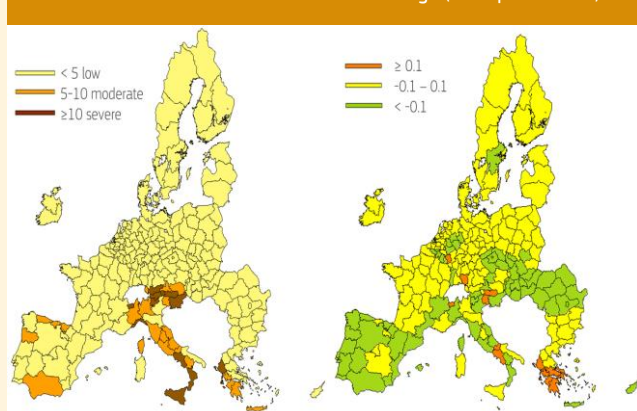 < 5 low
5-10 moderate
≥10 severe
≥ 0.1
-0.1 – 0.1
< -0.1